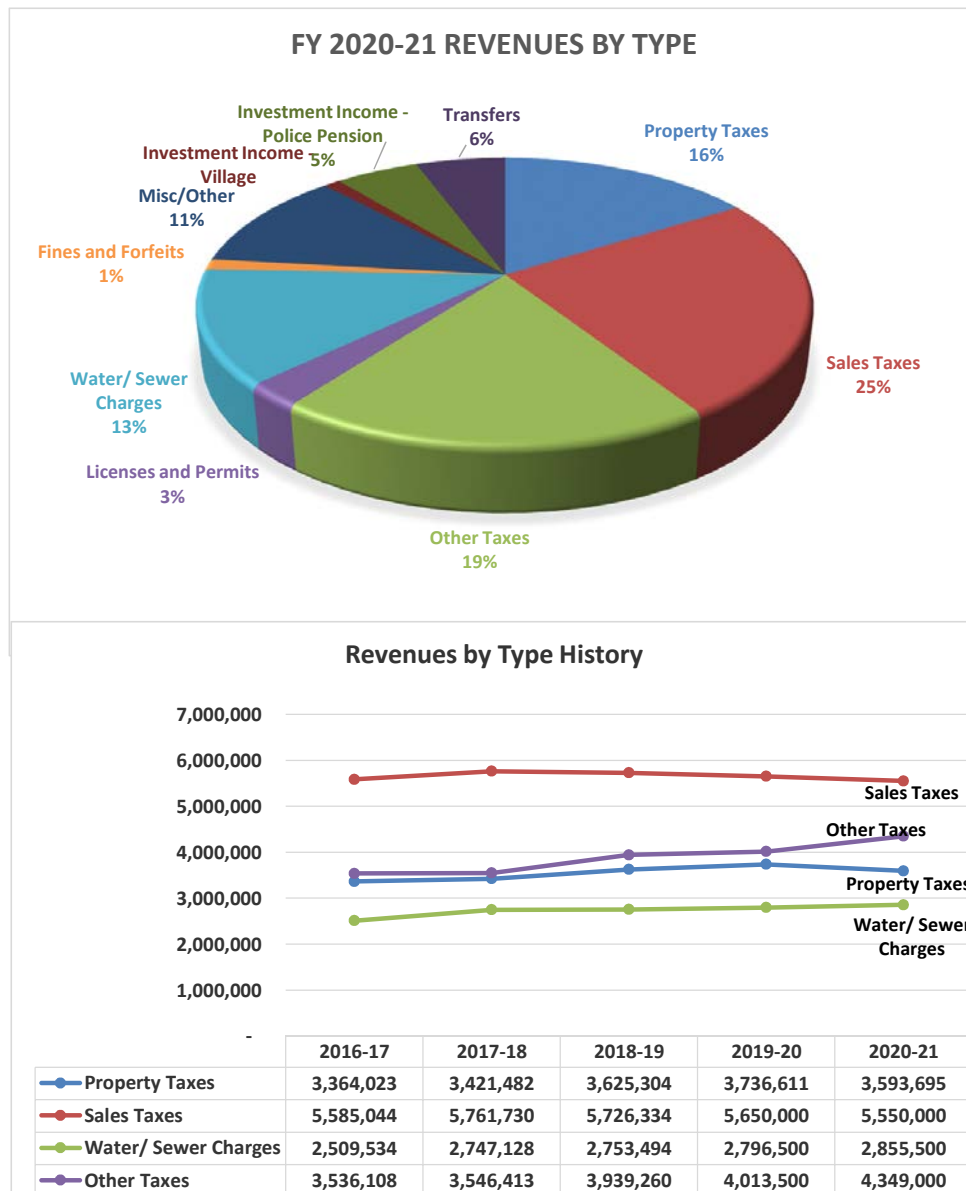 FY 2020-21 REVENUES BY TYPE
Investment Income -
Police Pension
5%
Transfers
6%
Property Taxes
16%
Investment Income -
Village
Misc/Other
11%
Fines and Forfeits
1%
Sales Taxes
25%
Water/ Sewer
Charges
13%
Licenses and Permits
3%
Other Taxes
19%
Revenues by Type History
7,000,000
6,000,000
5,000,000
4,000,000
3,000,000
2,000,000
1,000,000
-
Sales Taxes
Other Taxes
Property Taxes
Water/ Sewer
Charges
2016-17 2017-18 2018-19 2019-20 2020-21
Property Taxes 3,364,023 3,421,482 3,625,304 3,736,611 3,593,695
Sales Taxes 5,585,044 5,761,730 5,726,334 5,650,000 5,550,000
Water/ Sewer Charges 2,509,534 2,747,128 2,753,494 2,796,500 2,855,500
Other Taxes 3,536,108 3,546,413 3,939,260 4,013,500 4,349,000